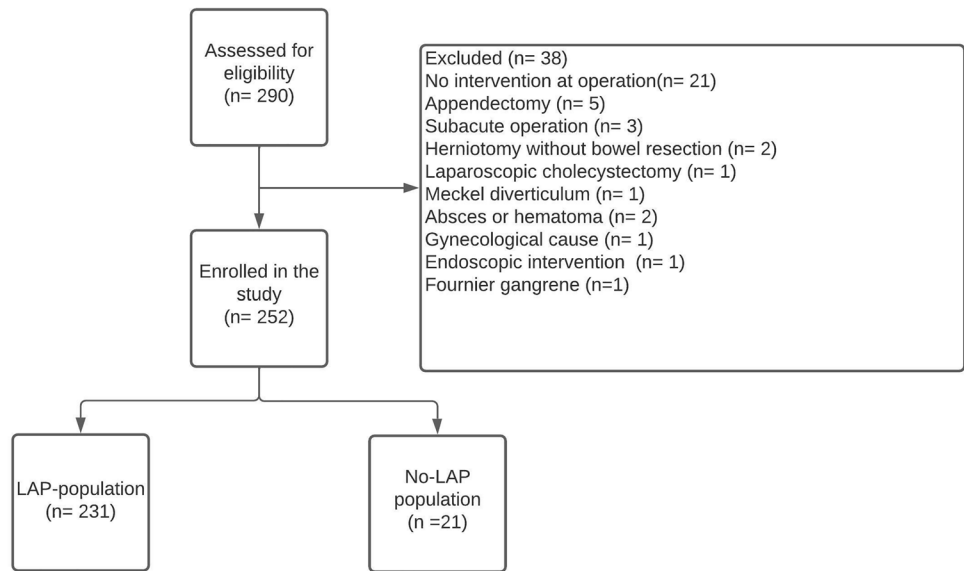 Assessed for
eligibility
(n= 290)
Excluded (n= 38)
No intervention at operation(n= 21)
Appendectomy (n= 5)
Subacute operation (n= 3)
Herniotomy without bowel resection (n= 2)
Laparoscopic cholecystectomy (n= 1)
Meckel diverticulum (n= 1)
Absces or hematoma (n= 2)
Gynecological cause (n= 1)
Endoscopic intervention  (n= 1)
Fournier gangrene (n=1)
Enrolled in the
study
(n= 252)
LAP-population
(n= 231)
No-LAP
population
(n =21)